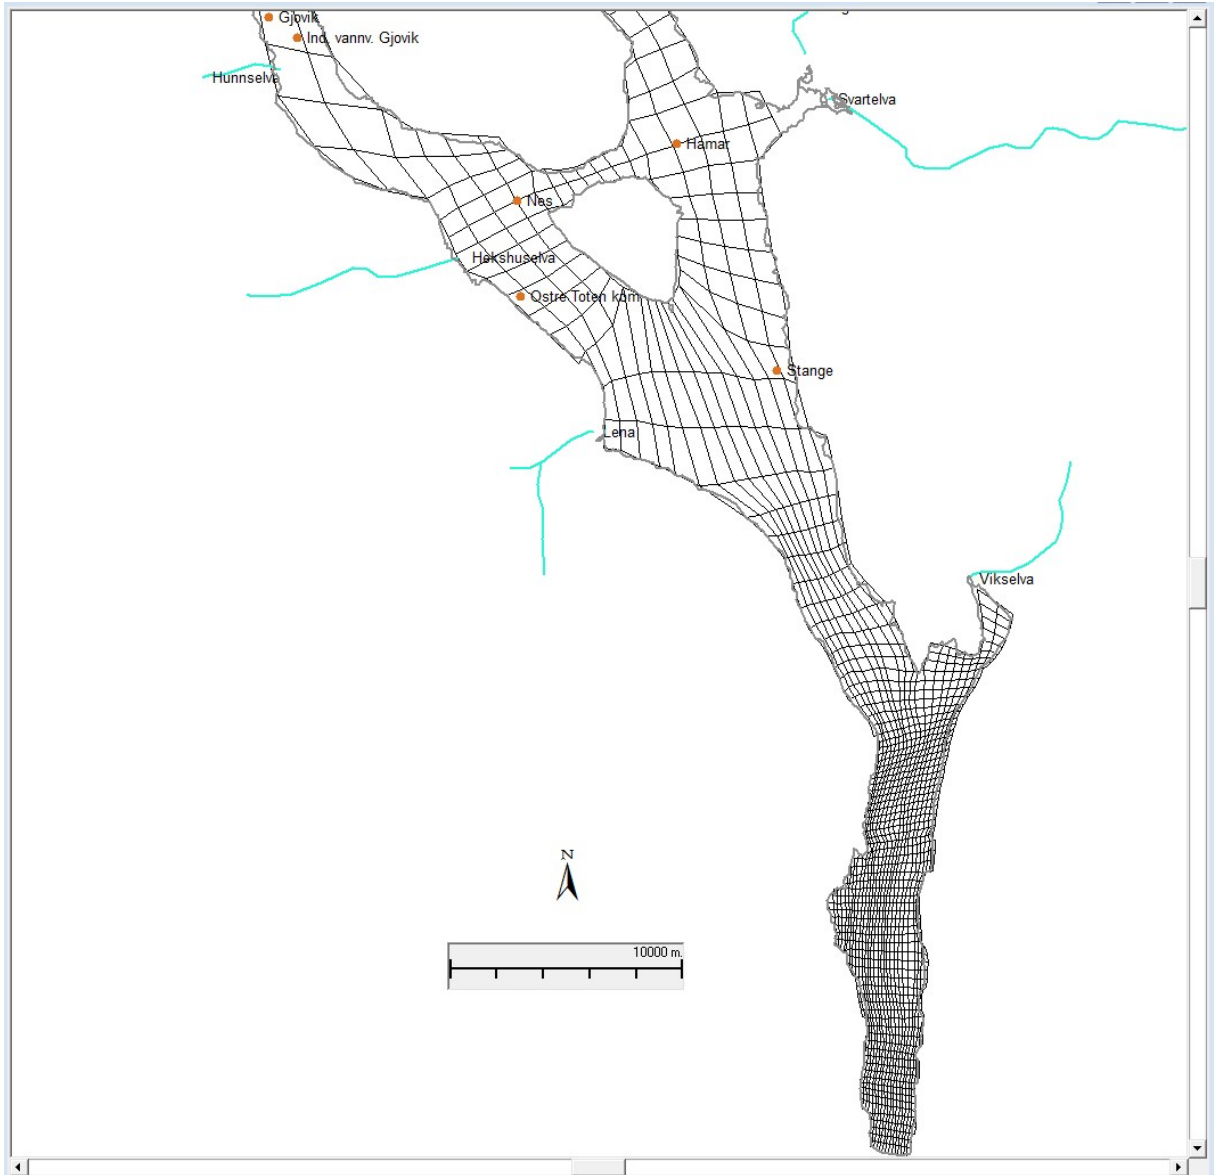 Gjovik
Ind. vannv. Gjovik
Hunnselva
Svartelva
Hamar
Nes
Hekshuselva
Ostre Toten kom
Stange
Lena
Vikselva
N
10000 m.